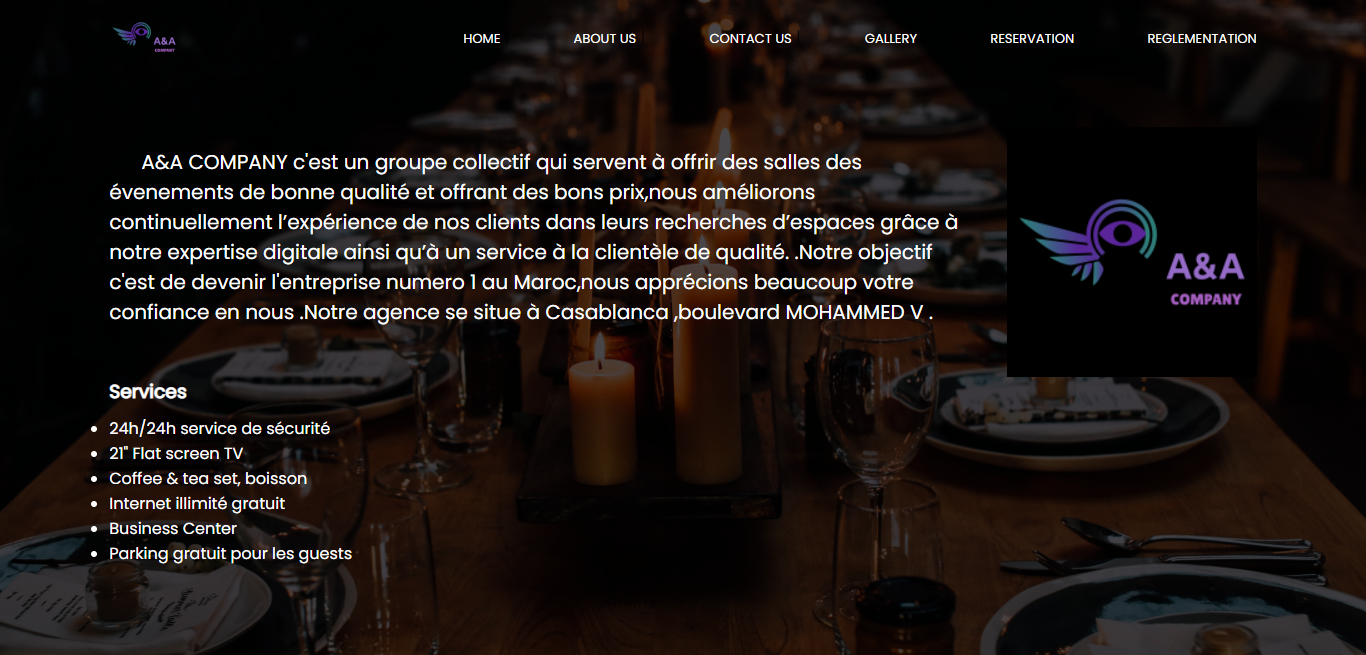 A&A
COMPANY
HOME
ABOUT US
CONTACT US
GALLERY
RESERVATION
REGLEMENTATION
A&A COMPANY c'est un groupe collectif qui servent à offrir des salles des
évenements de bonne qualité et offrant des bons prix,nous améliorons
continuellement l’expérience de nos clients dans leurs recherches d’espaces grâce à
notre expertise digitale ainsi qu’à un service à la clientèle de qualité. .Notre objectif
c'est de devenir l'entreprise numero 1 au Maroc,nous apprécions beaucoup votre
confiance en nous .Notre agence se situe à Casablanca ,boulevard MOHAMMED V .
A&A
COMPANY
Services
24h/24h service de sécurité
21" Flat screen TV
Coffee & tea set, boisson
Internet illimité gratuit
Business Center
Parking gratuit pour les guests